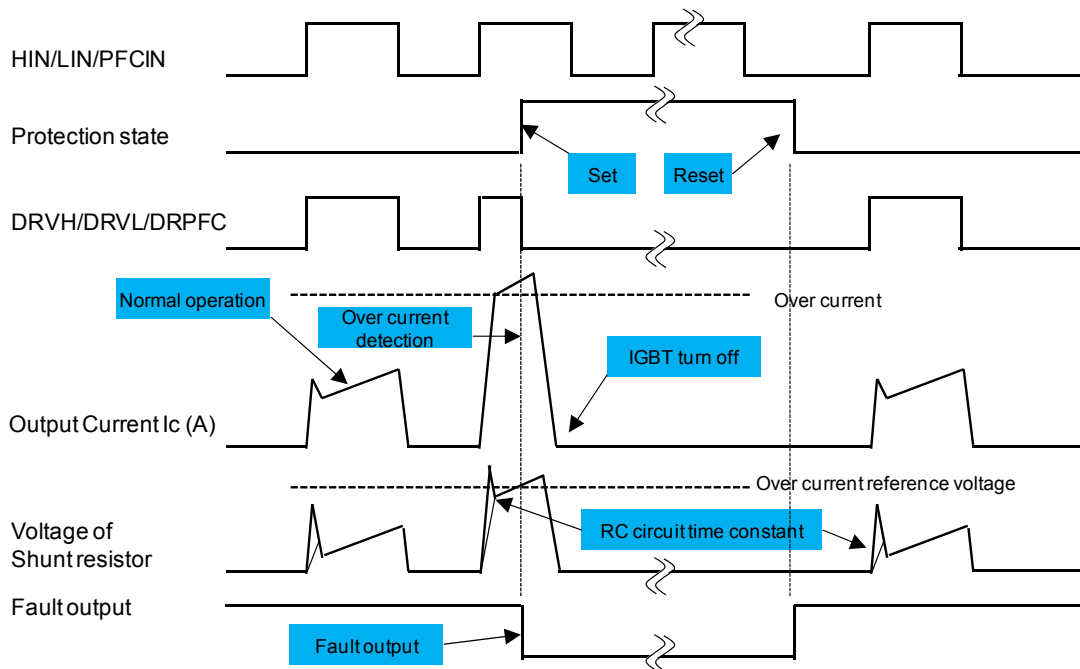 HIN/LIN/PFCIN
Protection state
Set
Reset
DRVH/DRVL/DRPFC
Normal operation
Over current
Over current
detection
IGBT turn off
Output Current Ic (A)
Over current reference voltage
RC circuit time constant
Voltage of
Shunt resistor
Fault output
Fault output